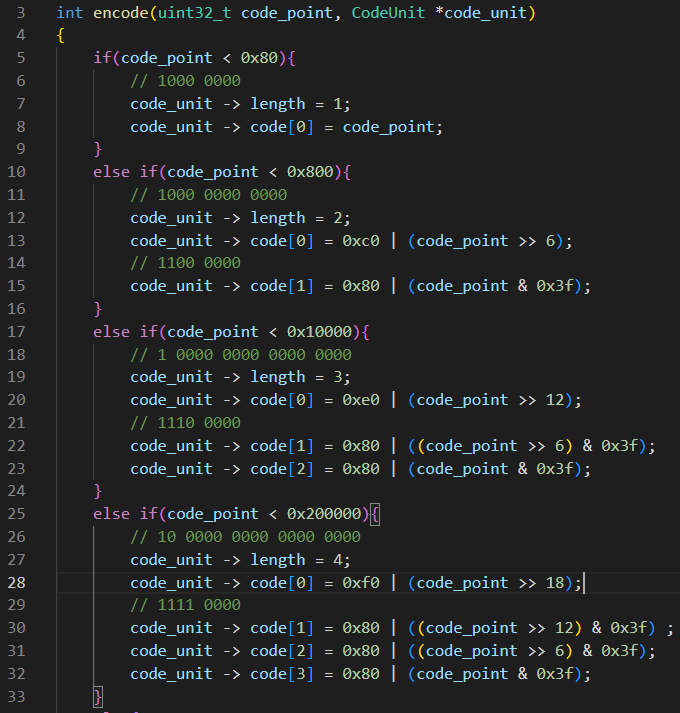 3 int encode(uint32_t code_point, CodeUnit *code_unit)
4 {
5 if(code_point < 0x80){
6 // 1000 0000
7 code_unit -> length = 1;
8 code_unit -> code[0] = code_point;
9 }
10 else if(code_point < 0x800){
11 // 1000 0000 0000
12 code_unit -> length = 2;
13 code_unit -> code[0] = 0xc0 | (code_point >> 6);
14 // 1100 0000
15 code_unit -> code[1] = 0x80 | (code_point & 0x3f);
16 }
17 else if(code_point < 0x10000){
18 // 1 0000 0000 0000 0000
19 code_unit -> length = 3;
20 code_unit -> code[0] = 0xe0 | (code_point >> 12);
21 // 1110 0000
22 code_unit -> code[1] = 0x80 | ((code_point >> 6) & 0x3f);
23 code_unit -> code[2] = 0x80 | (code_point & 0x3f);
24 }
25 else if(code_point < 0x200000){
26 // 10 0000 0000 0000 0000
27 code_unit -> length = 4;
28 code_unit -> code[0] = 0xf0 | (code_point >> 18);
29 // 1111 0000
30 code_unit -> code[1] = 0x80 | ((code_point >> 12) & 0x3f) ;
31 code_unit -> code[2] = 0x80 | ((code_point >> 6) & 0x3f);
32 code_unit -> code[3] = 0x80 | (code_point & 0x3f);
33 }